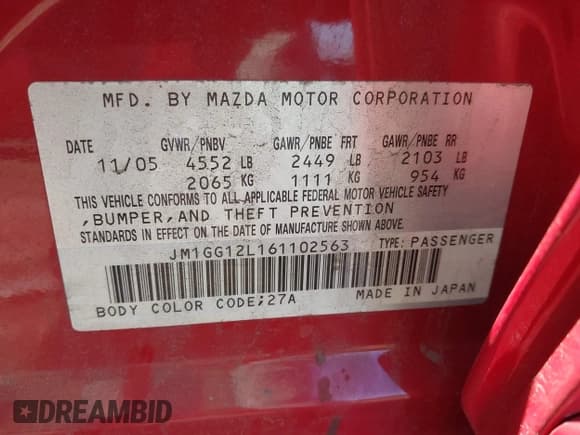 MFD. BY MAZDA MOTOR CORPORATION
DATE GVWR/PNBV GAWR/PNBE FRT GAWR/PNBE RR
11/05 4552 LB 2449 LB 2103 LB
2065 KG 1111 KG 954 KG
THIS VEHICLE CONFORMS TO ALL APPLICABLE FEDERAL MOTOR VEHICLE SAFETY
,BUMPER,AND THEFT PREVENTION
STANDARDS IN EFFECT ON THE DATE OF MANUFACTURE SHOWN ABOVE.
JM1GG12L161102563 TYPE: PASSENGER
BODY COLOR CODE;27A MADE IN JAPAN
DREAMBID